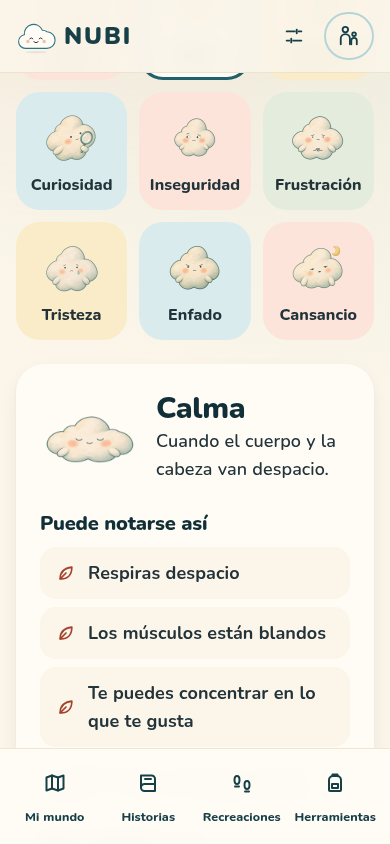 NUBI
Curiosidad
Inseguridad
Frustración
Tristeza
Enfado
Cansancio
Calma
Cuando el cuerpo y la
cabeza van despacio.
Puede notarse así
Respiras despacio
Los músculos están blandos
Te puedes concentrar en lo
que te gusta
Mi mundo
Historias
Recreaciones
Herramientas